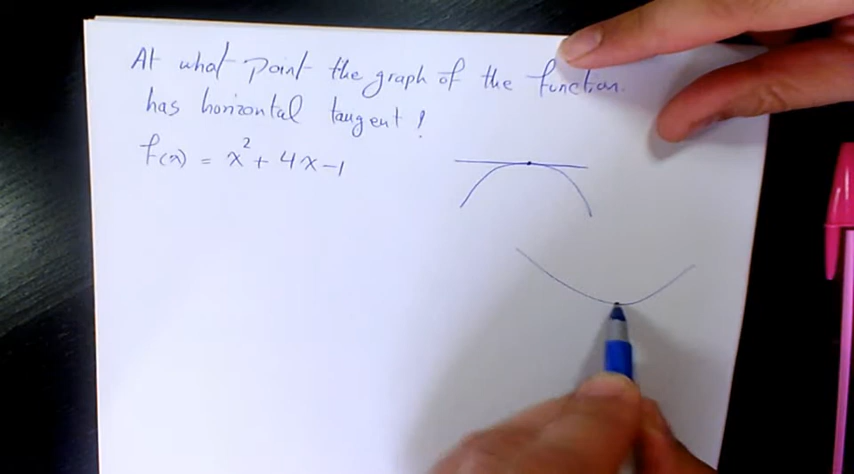 At what point the graph of the function.
has horizontal tangent !
f(x) = x² + 4x - 1